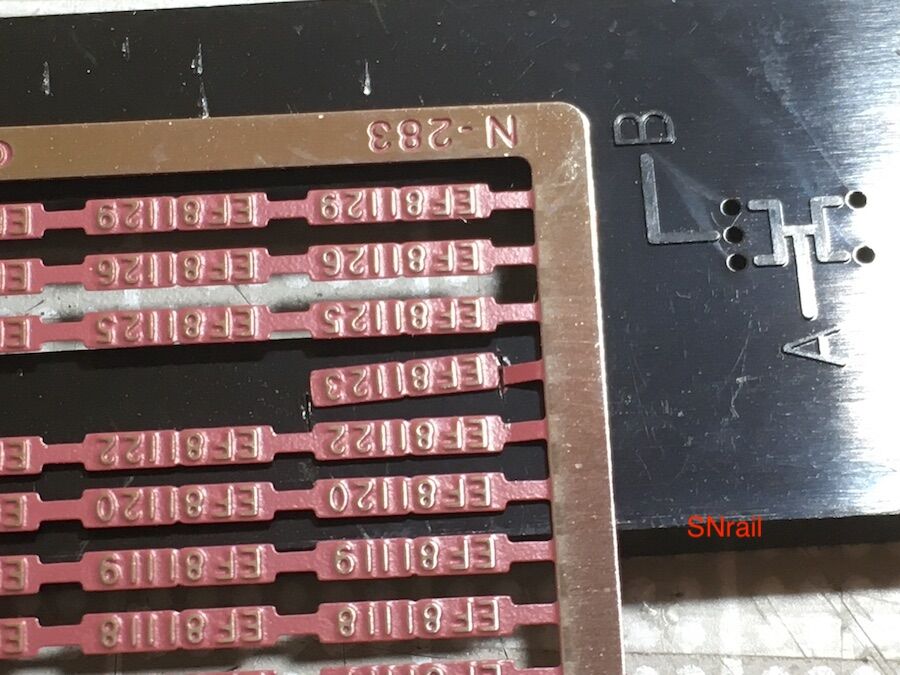 N-283
B
EF81129 EF81129 E
EF81126 EF81126 E
EF81125 EF81125 E
A
EF81123
EF81122 EF81122 E
EF81120 EF81120 E
SNrail
EF81119 EF81119 E
EF81118 EF81118 E